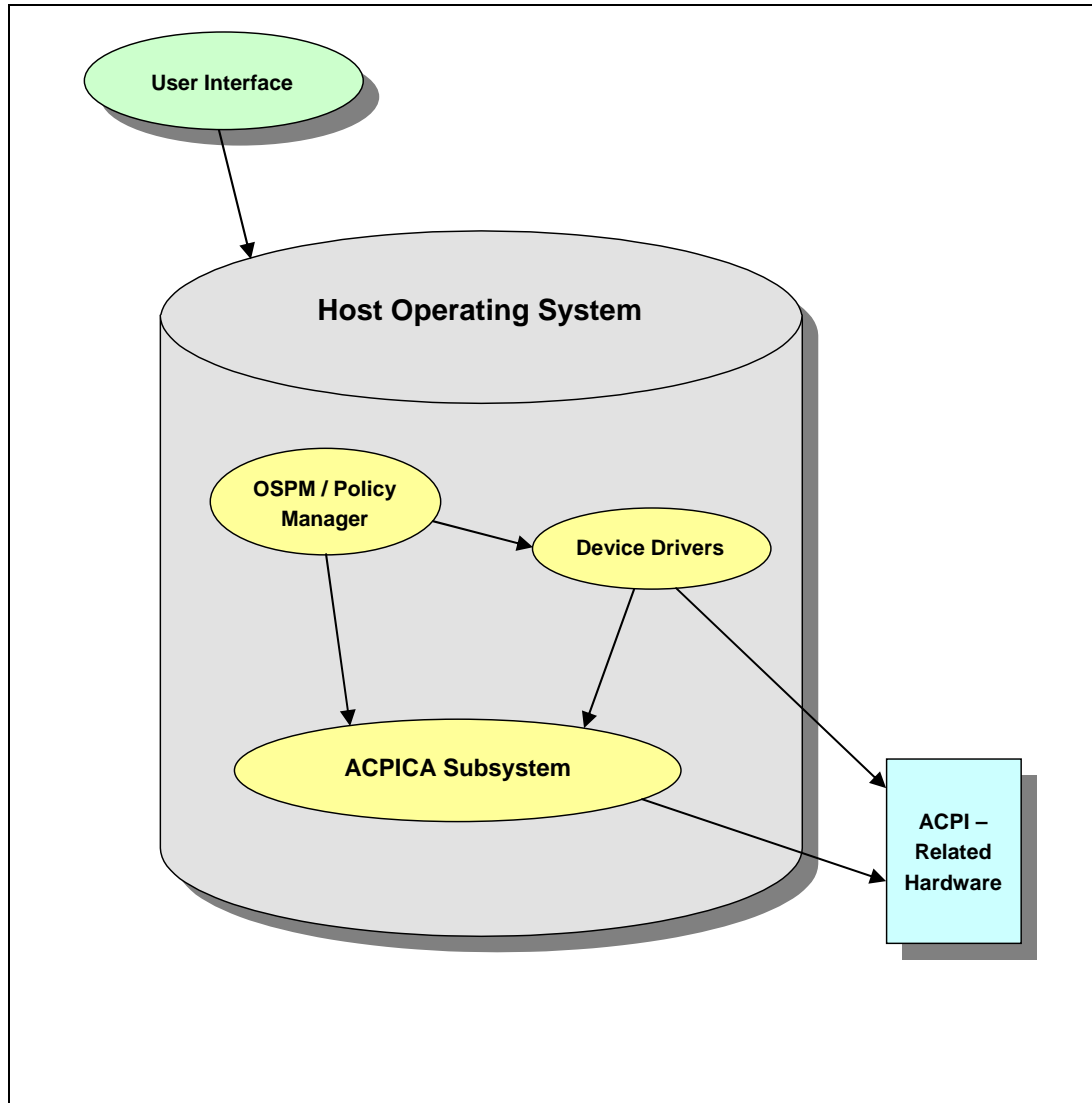 User Interface
Host Operating System
OSPM / Policy
Manager
Device Drivers
ACPICA Subsystem
ACPI –
Related
Hardware